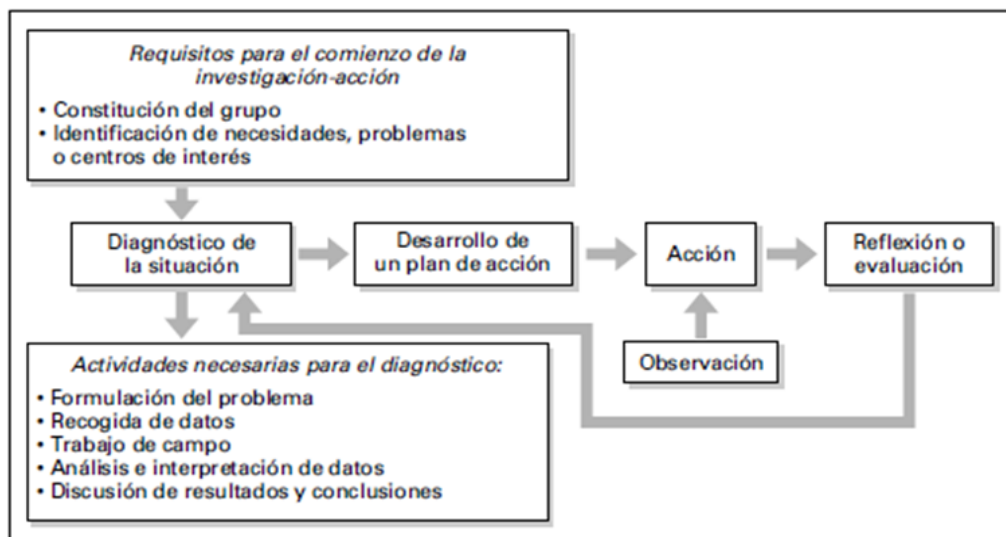 Requisitos para el comienzo de la
investigación-acción
• Constitución del grupo
• Identificación de necesidades, problemas
o centros de interés
Diagnóstico de
la situación
Desarrollo de
un plan de acción
Acción
Reflexión o
evaluación
Observación
Actividades necesarias para el diagnóstico:
• Formulación del problema
• Recogida de datos
• Trabajo de campo
• Análisis e interpretación de datos
• Discusión de resultados y conclusiones